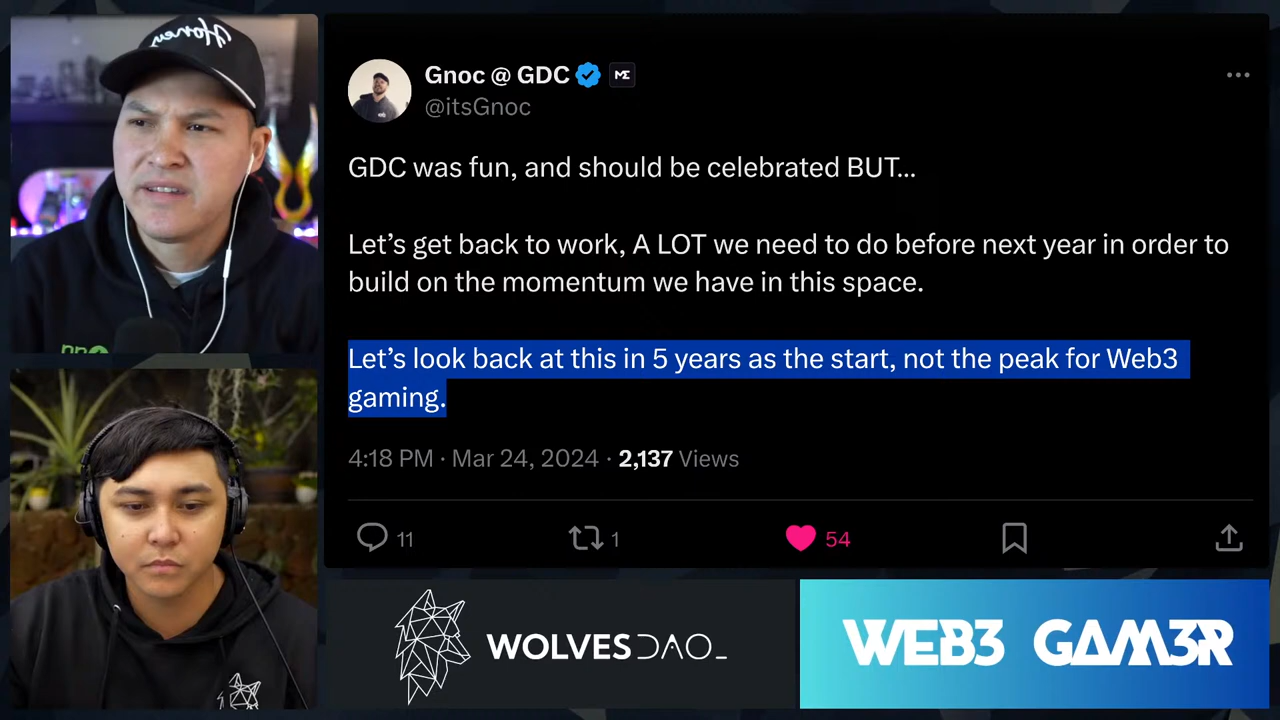 Honey
Gnoc @ GDC
@itsGnoc
GDC was fun, and should be celebrated BUT...
Let's get back to work, A LOT we need to do before next year in order to
build on the momentum we have in this space.
Let's look back at this in 5 years as the start, not the peak for Web3
gaming.
4:18 PM · Mar 24, 2024 · 2,137 Views
11
1
54
WOLVESDAO_
WEB3 GAM3R